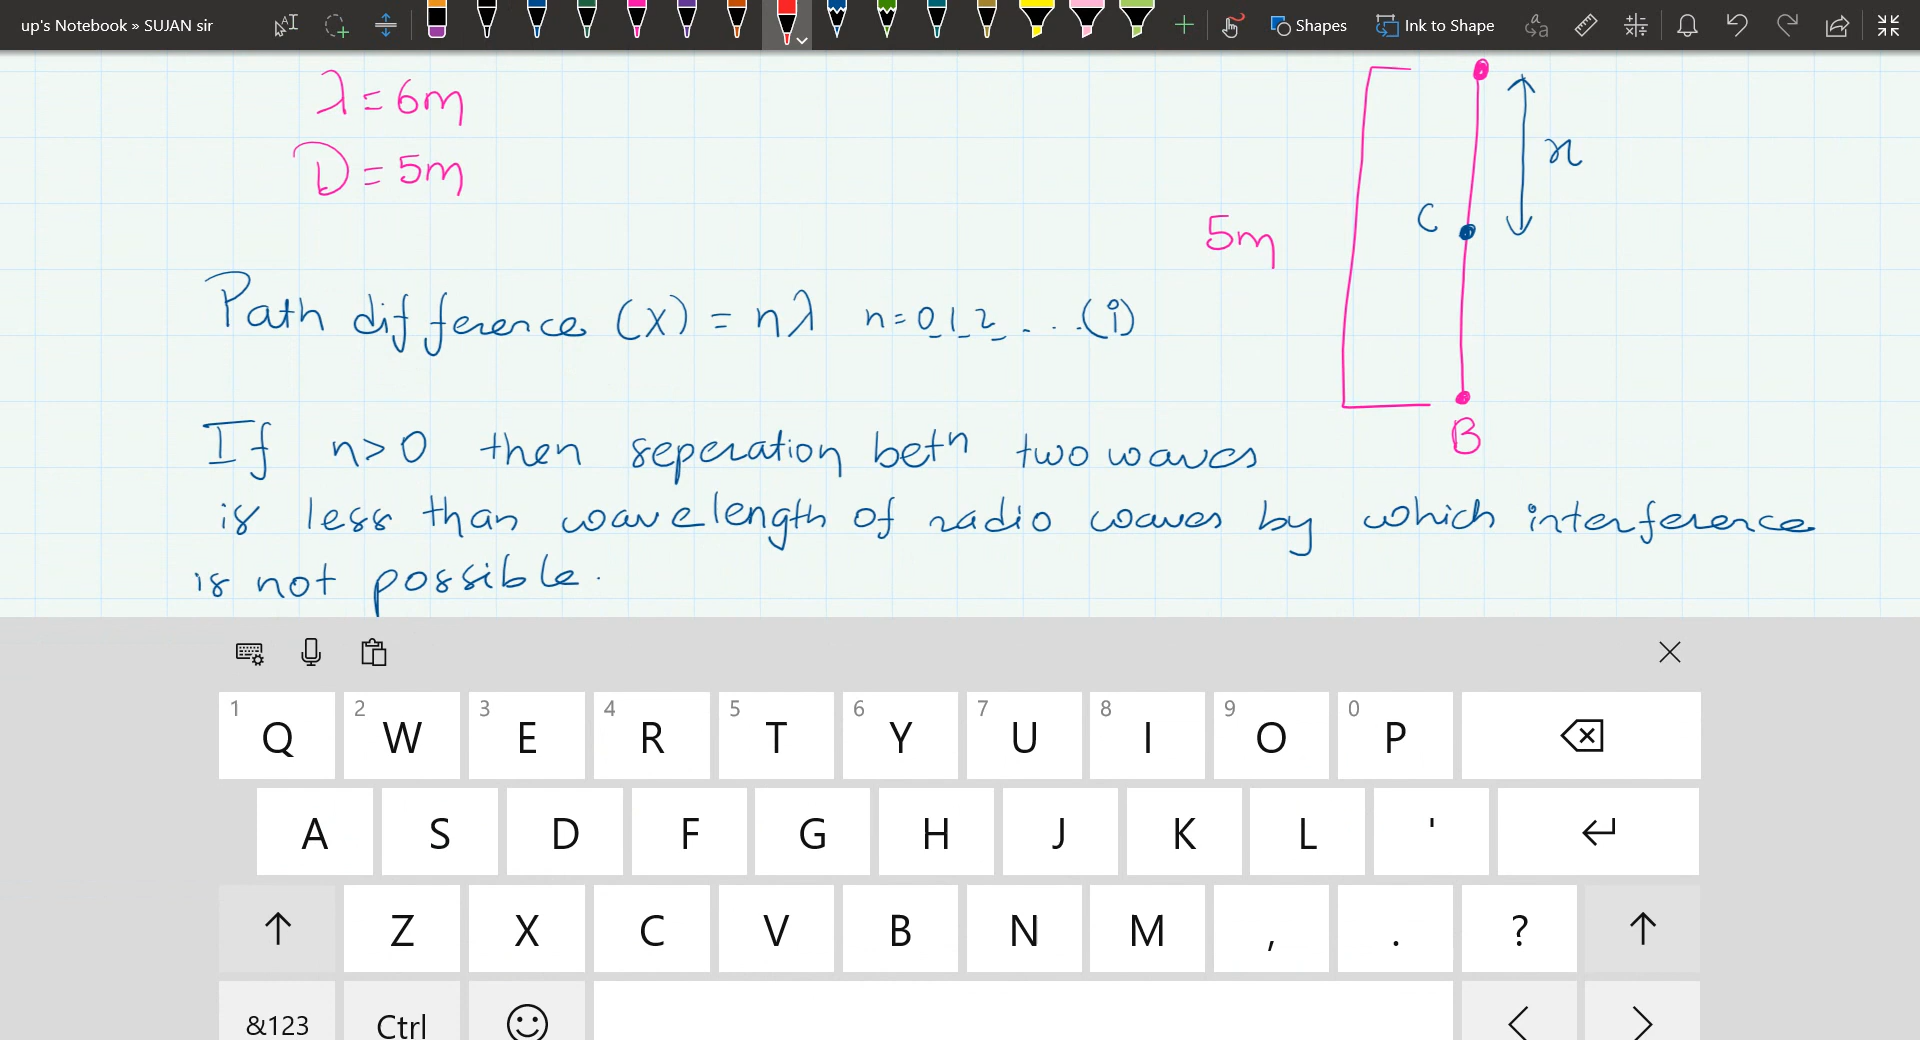 up's Notebook » SUJAN sir
Shapes
Ink to Shape
λ = 6m
D = 5m
5m
C
x
B
Path difference (x) = nλ n = 0, 1, 2, ... (i)
If n > 0 then seperation betn two waves
is less than wavelength of radio waves by which interference
is not possible.
1 Q 2 W 3 E 4 R 5 T 6 Y 7 U 8 I 9 O 0 P
A S D F G H J K L '
Z X C V B N M , . ?
&123 Ctrl